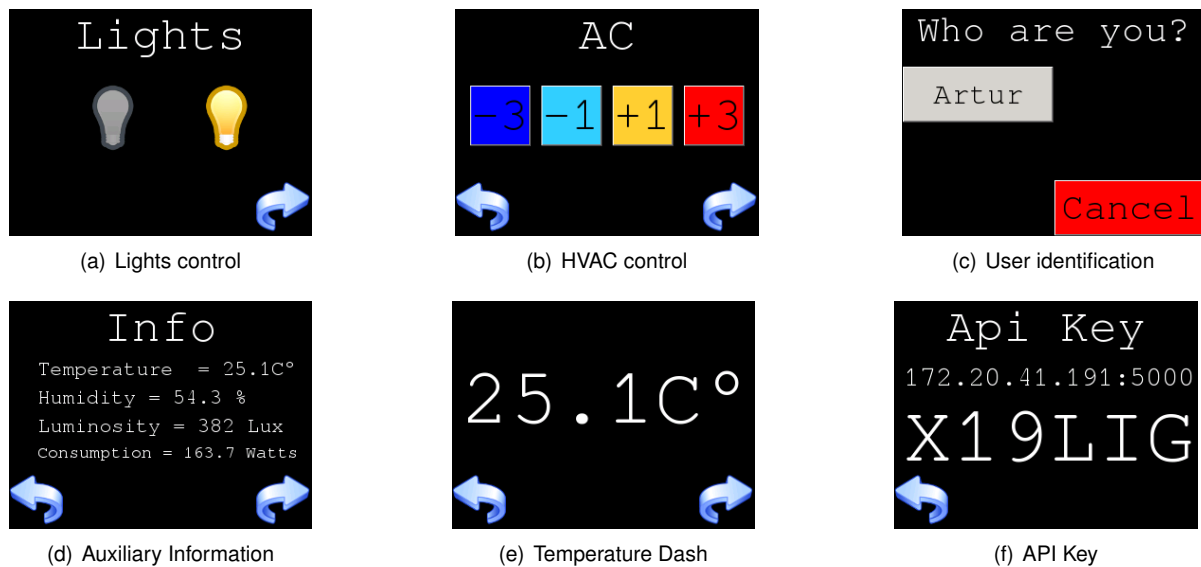 Lights
(a) Lights control
AC
-3 -1 +1 +3
(b) HVAC control
Who are you?
Artur
Cancel
(c) User identification
Info
Temperature = 25.1C°
Humidity = 54.3 %
Luminosity = 382 Lux
Consumption = 163.7 Watts
(d) Auxiliary Information
25.1C°
(e) Temperature Dash
Api Key
172.20.41.191:5000
X19LIG
(f) API Key